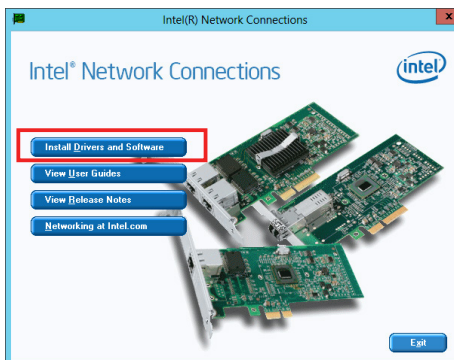 Intel(R) Network Connections
x
Intel® Network Connections
intel
Install Drivers and Software
View User Guides
View Release Notes
Networking at Intel.com
Exit